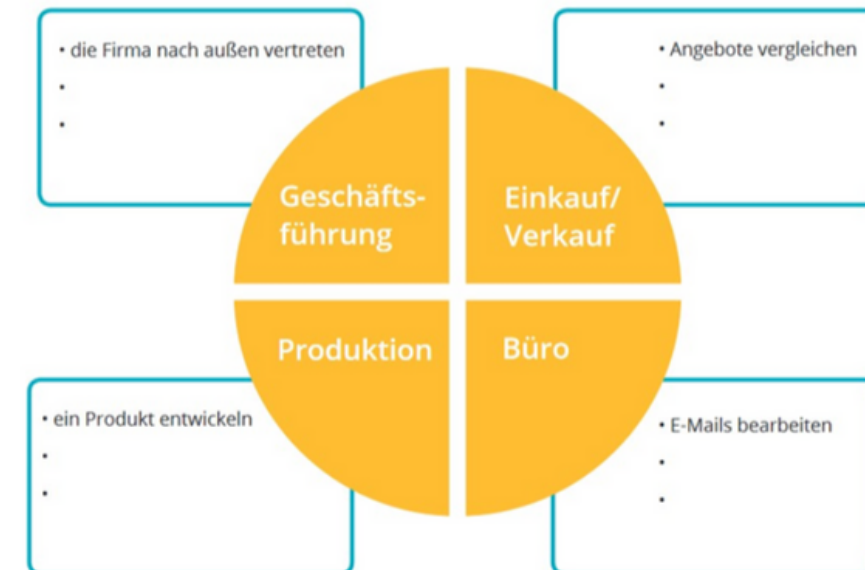 • die Firma nach außen vertreten
•
•
Geschäfts-
führung
• Angebote vergleichen
•
•
Einkauf/
Verkauf
Produktion
• ein Produkt entwickeln
•
•
Büro
• E-Mails bearbeiten
•
•